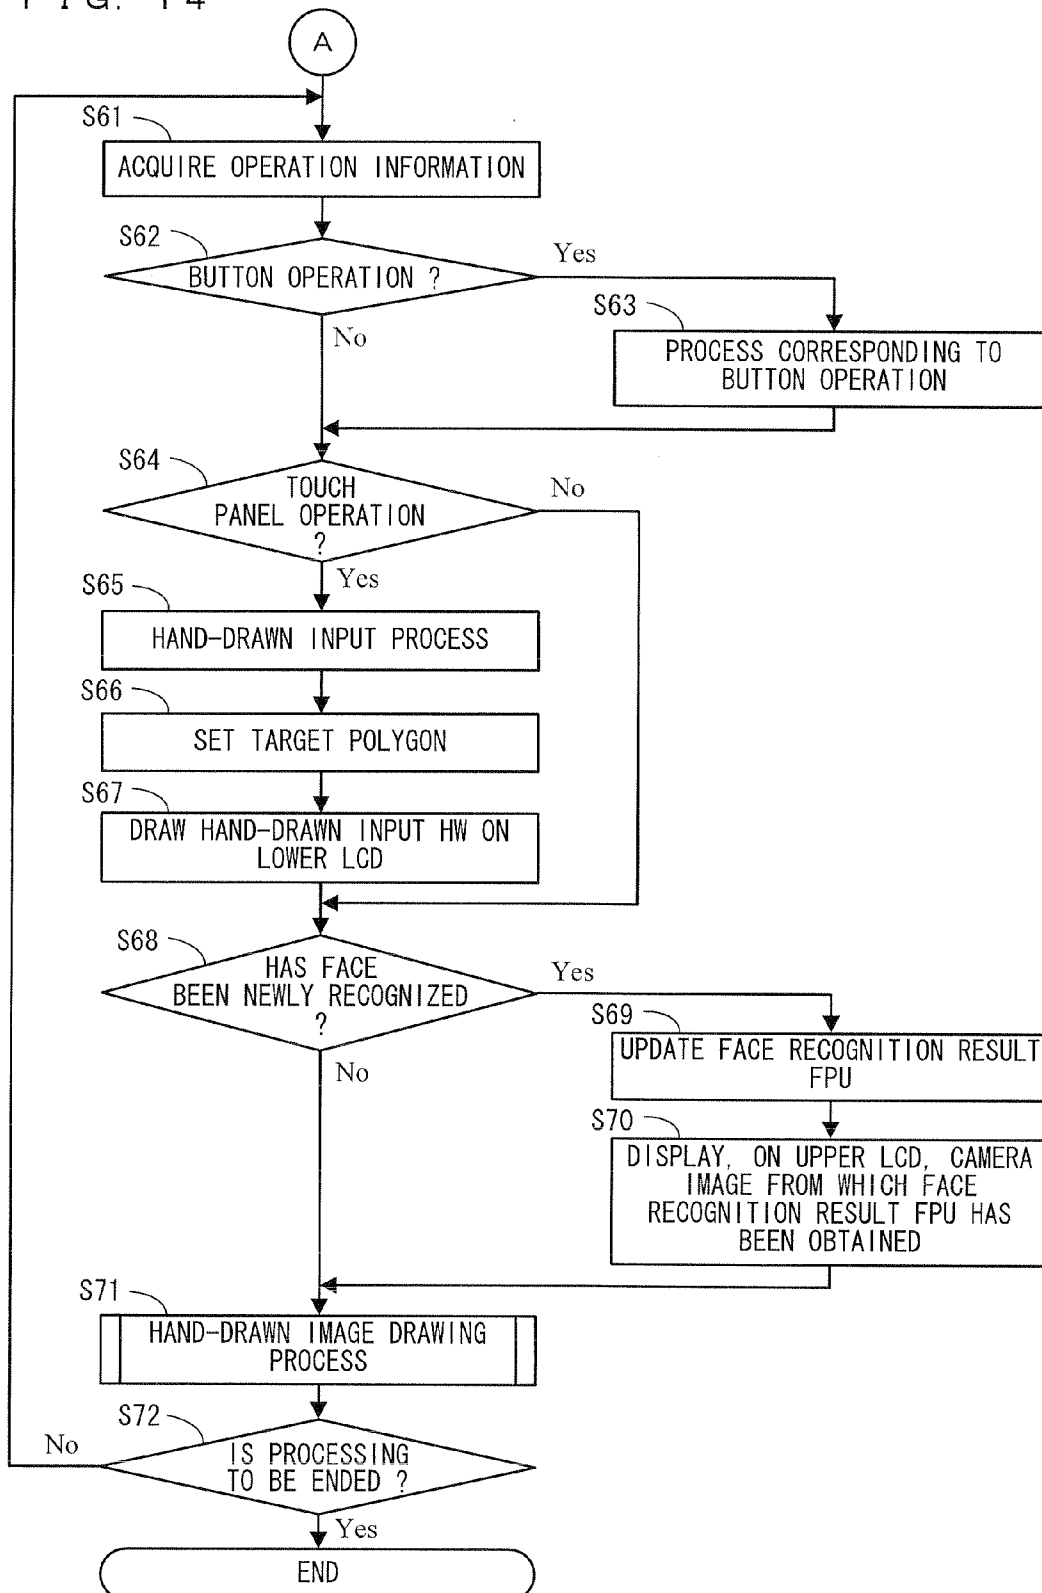 FIG. 14
A
S61
ACQUIRE OPERATION INFORMATION
S62
BUTTON OPERATION ?
Yes
No
S63
PROCESS CORRESPONDING TO
BUTTON OPERATION
S64
TOUCH
PANEL OPERATION
?
No
Yes
S65
HAND-DRAWN INPUT PROCESS
S66
SET TARGET POLYGON
S67
DRAW HAND-DRAWN INPUT HW ON
LOWER LCD
S68
HAS FACE
BEEN NEWLY RECOGNIZED
?
Yes
No
S69
UPDATE FACE RECOGNITION RESULT
FPU
S70
DISPLAY, ON UPPER LCD, CAMERA
IMAGE FROM WHICH FACE
RECOGNITION RESULT FPU HAS
BEEN OBTAINED
S71
HAND-DRAWN IMAGE DRAWING
PROCESS
S72
IS PROCESSING
TO BE ENDED ?
No
Yes
END